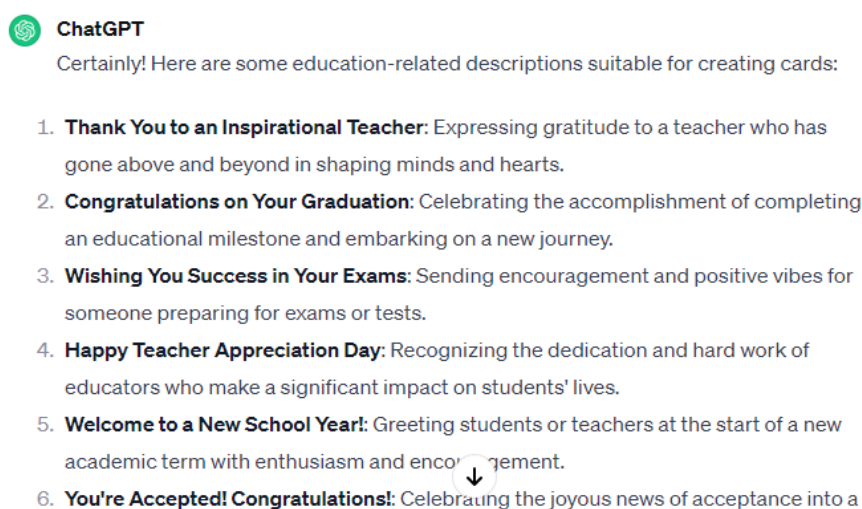 ChatGPT
Certainly! Here are some education-related descriptions suitable for creating cards:
1. Thank You to an Inspirational Teacher: Expressing gratitude to a teacher who has
gone above and beyond in shaping minds and hearts.
2. Congratulations on Your Graduation: Celebrating the accomplishment of completing
an educational milestone and embarking on a new journey.
3. Wishing You Success in Your Exams: Sending encouragement and positive vibes for
someone preparing for exams or tests.
4. Happy Teacher Appreciation Day: Recognizing the dedication and hard work of
educators who make a significant impact on students' lives.
5. Welcome to a New School Year!: Greeting students or teachers at the start of a new
academic term with enthusiasm and encouragement.
6. You're Accepted! Congratulations!: Celebrating the joyous news of acceptance into a